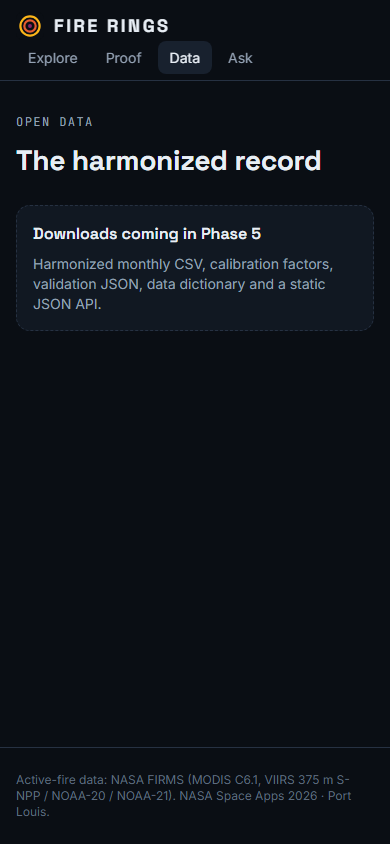 FIRE RINGS
Explore Proof Data Ask
OPEN DATA
The harmonized record
Downloads coming in Phase 5
Harmonized monthly CSV, calibration factors,
validation JSON, data dictionary and a static
JSON API.
Active-fire data: NASA FIRMS (MODIS C6.1, VIIRS 375 m S-
NPP / NOAA-20 / NOAA-21). NASA Space Apps 2026 · Port
Louis.